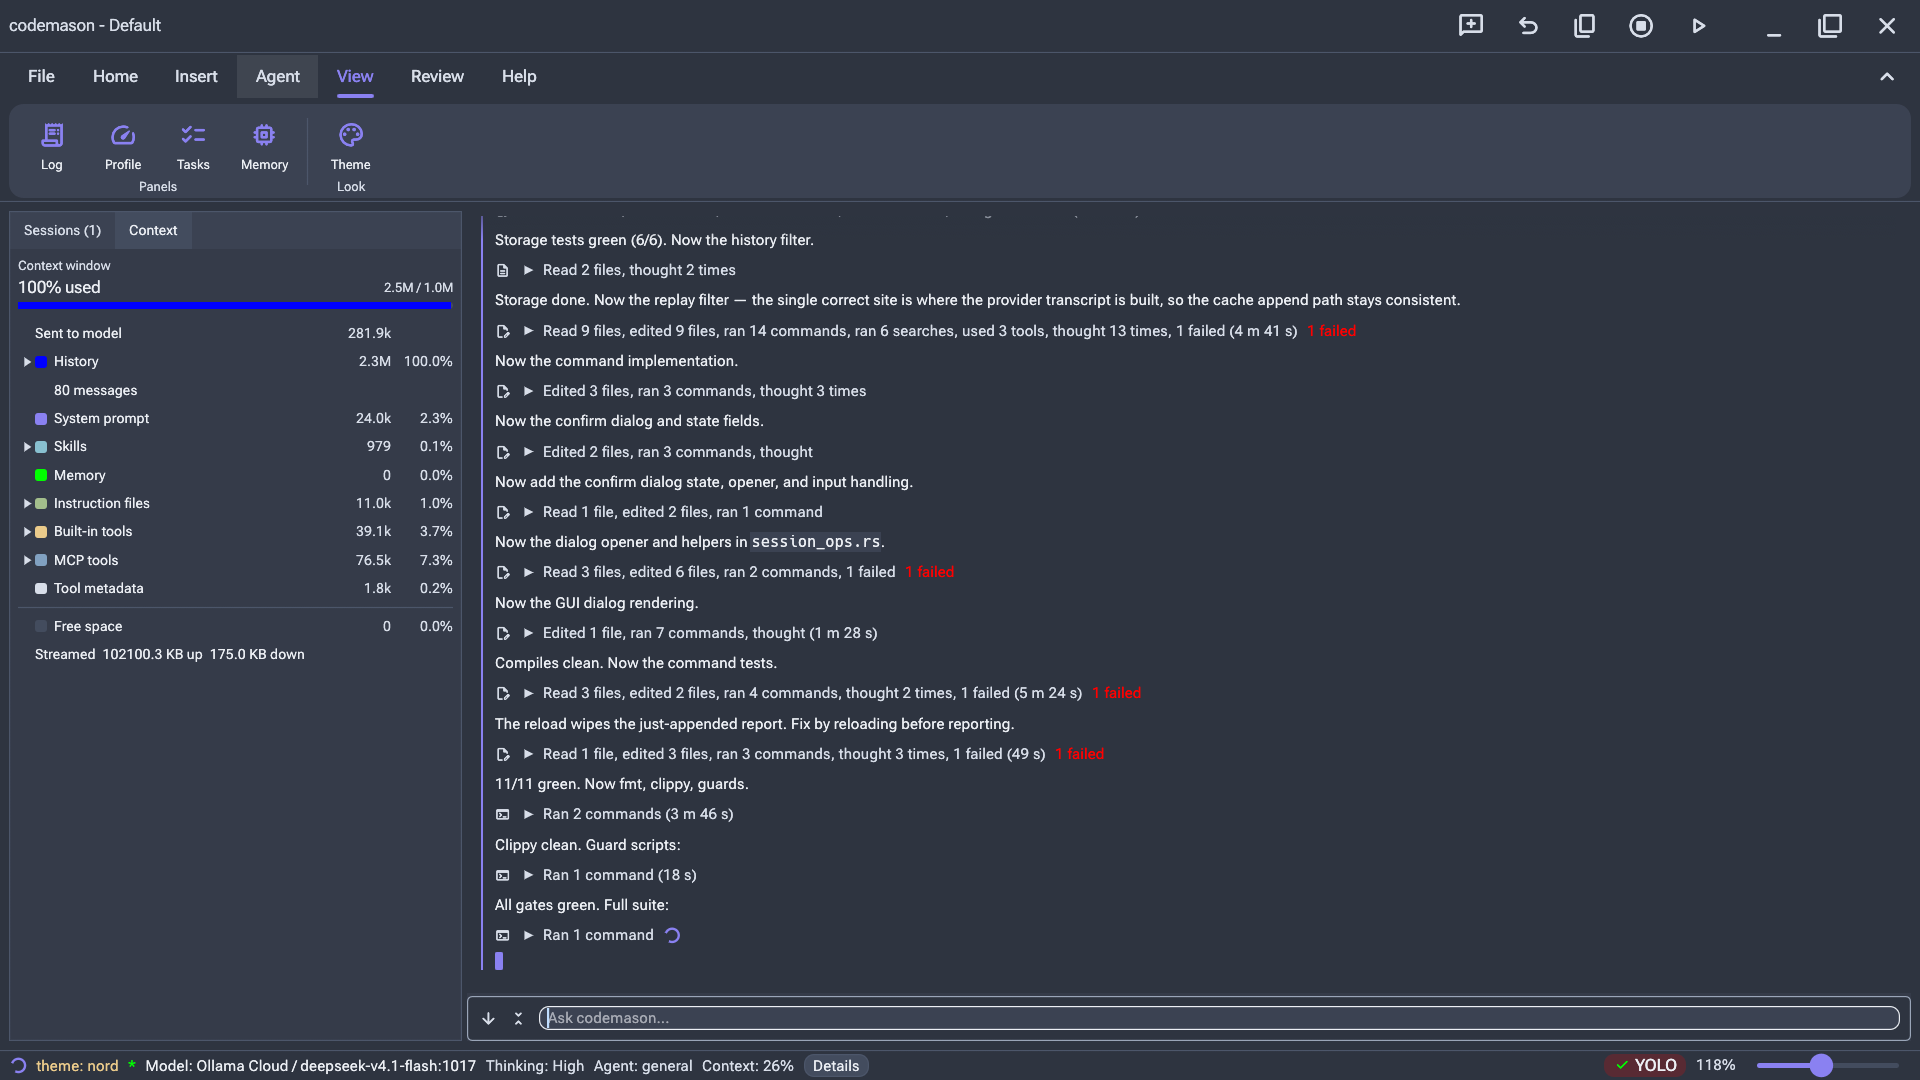 codemason - Default
File Home Insert Agent View Review Help
Log Profile Tasks Memory Theme
Panels Look
Sessions (1) Context
Context window
100% used 2.5M / 1.0M
Sent to model 281.9k
History 2.3M 100.0%
80 messages
System prompt 24.0k 2.3%
Skills 979 0.1%
Memory 0 0.0%
Instruction files 11.0k 1.0%
Built-in tools 39.1k 3.7%
MCP tools 76.5k 7.3%
Tool metadata 1.8k 0.2%
Free space 0 0.0%
Streamed 102100.3 KB up 175.0 KB down
Storage tests green (6/6). Now the history filter.
Read 2 files, thought 2 times
Storage done. Now the replay filter — the single correct site is where the provider transcript is built, so the cache append path stays consistent.
Read 9 files, edited 9 files, ran 14 commands, ran 6 searches, used 3 tools, thought 13 times, 1 failed (4 m 41 s) 1 failed
Now the command implementation.
Edited 3 files, ran 3 commands, thought 3 times
Now the confirm dialog and state fields.
Edited 2 files, ran 3 commands, thought
Now add the confirm dialog state, opener, and input handling.
Read 1 file, edited 2 files, ran 1 command
Now the dialog opener and helpers in session_ops.rs.
Read 3 files, edited 6 files, ran 2 commands, 1 failed 1 failed
Now the GUI dialog rendering.
Edited 1 file, ran 7 commands, thought (1 m 28 s)
Compiles clean. Now the command tests.
Read 3 files, edited 2 files, ran 4 commands, thought 2 times, 1 failed (5 m 24 s) 1 failed
The reload wipes the just-appended report. Fix by reloading before reporting.
Read 1 file, edited 3 files, ran 3 commands, thought 3 times, 1 failed (49 s) 1 failed
11/11 green. Now fmt, clippy, guards.
Ran 2 commands (3 m 46 s)
Clippy clean. Guard scripts:
Ran 1 command (18 s)
All gates green. Full suite:
Ran 1 command
Ask codemason...
theme: nord * Model: Ollama Cloud / deepseek-v4.1-flash:1017 Thinking: High Agent: general Context: 26% Details YOLO 118%